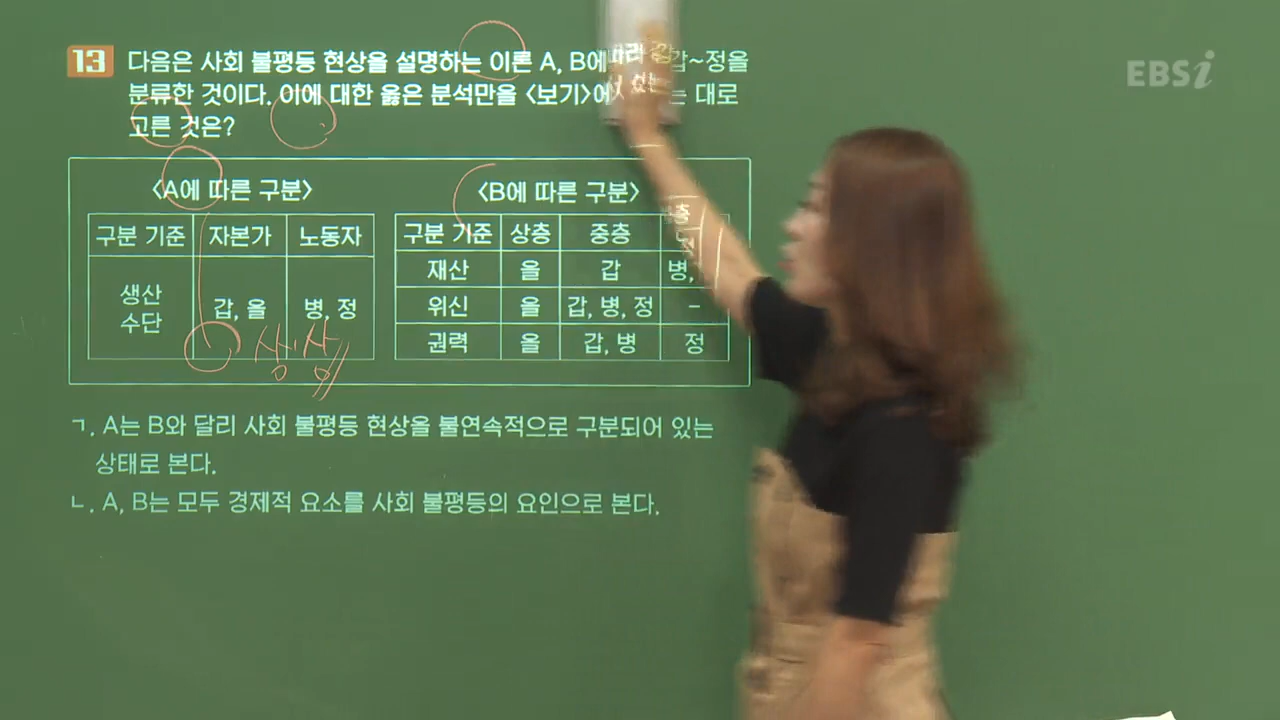 13 다음은 사회 불평등 현상을 설명하는 이론 A, B에 따라 갑~정을
분류한 것이다. 이에 대한 옳은 분석만을 <보기>에서 있는 대로
고른 것은?
EBSi
<A에 따른 구분>
구분 기준 자본가 노동자
생산 수단 갑, 을 병, 정
<B에 따른 구분>
구분 기준 상층 중층
재산 을 갑 병,
위신 을 갑, 병, 정 –
권력 을 갑, 병 정
ㄱ. A는 B와 달리 사회 불평등 현상을 불연속적으로 구분되어 있는
상태로 본다.
ㄴ. A, B는 모두 경제적 요소를 사회 불평등의 요인으로 본다.